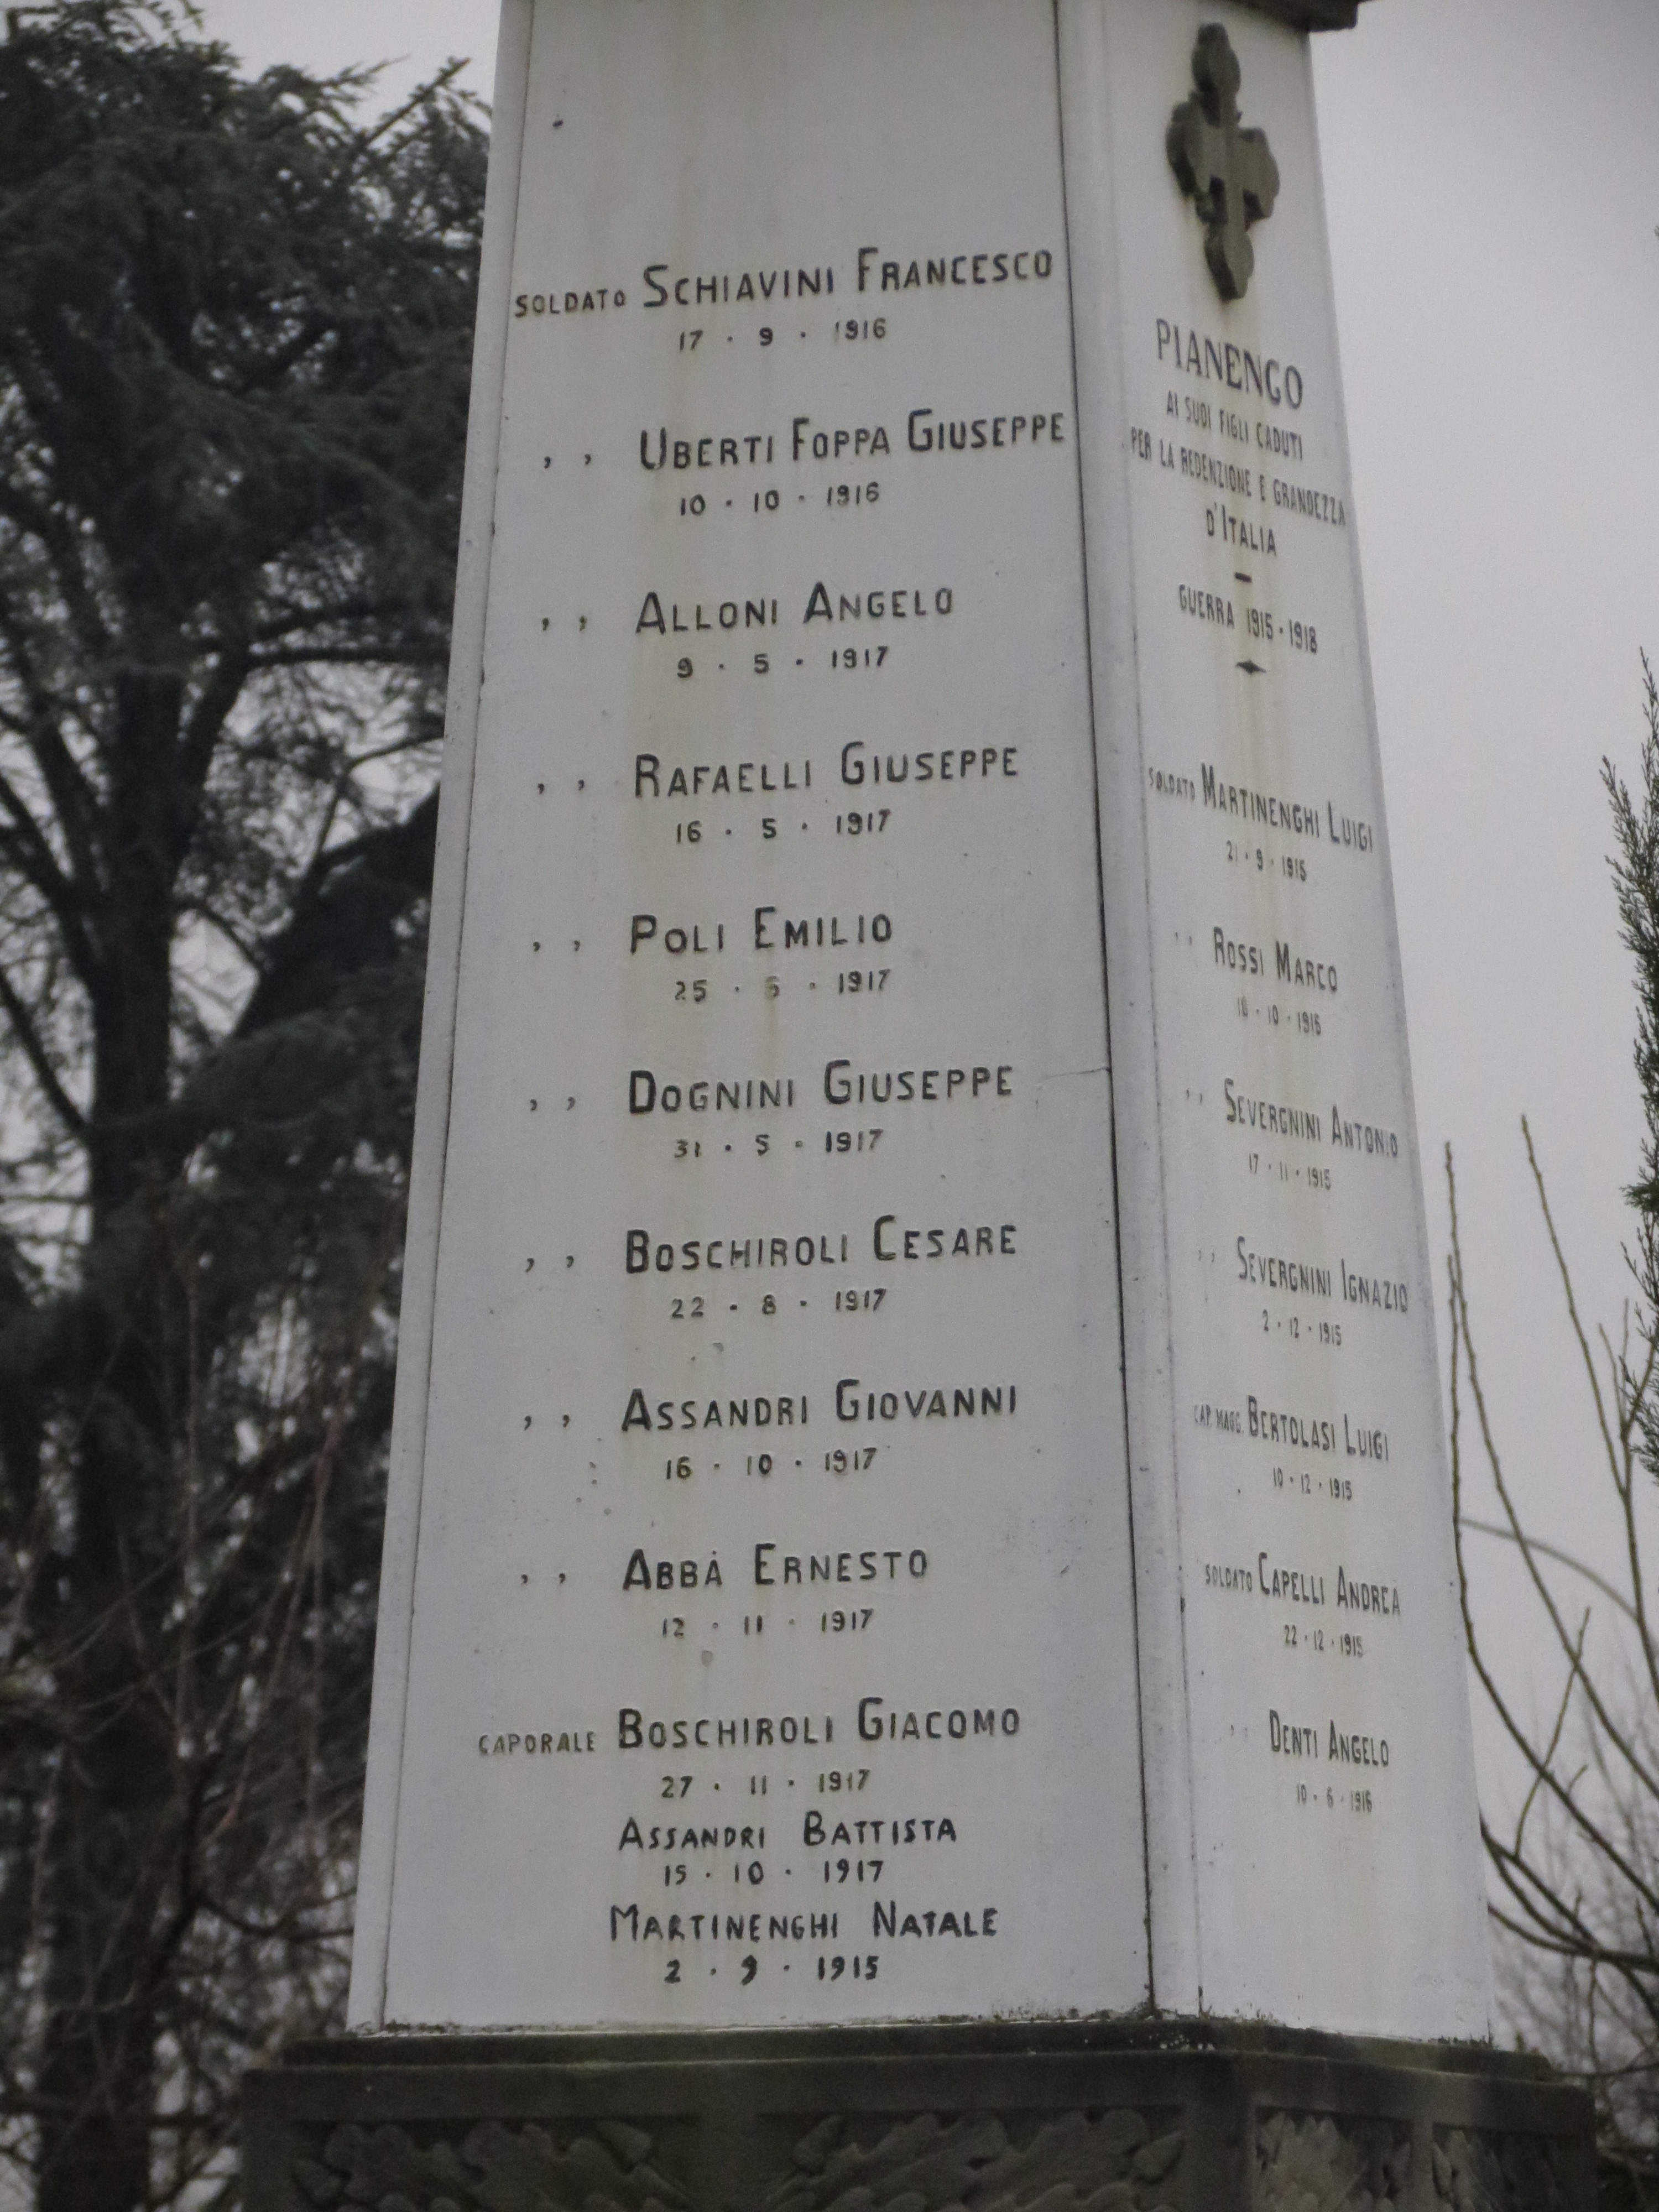 SOLDATO SCHIAVINI FRANCESCO
17 · 9 · 1916
, , UBERTI FOPPA GIUSEPPE
10 · 10 · 1916
, , ALLONI ANGELO
9 · 5 · 1917
, , RAFAELLI GIUSEPPE
16 · 5 · 1917
, , POLI EMILIO
25 · 5 · 1917
, , DOGNINI GIUSEPPE
31 · 5 · 1917
, , BOSCHIROLI CESARE
22 · 8 · 1917
, , ASSANDRI GIOVANNI
16 · 10 · 1917
, , ABBÀ ERNESTO
12 · 11 · 1917
CAPORALE BOSCHIROLI GIACOMO
27 · 11 · 1917
ASSANDRI BATTISTA
15 · 10 · 1917
MARTINENGHI NATALE
2 · 9 · 1915
PIANENGO
AI SUOI FIGLI CADUTI
PER LA REDENZIONE E GRANDEZZA
D'ITALIA
GUERRA 1915 · 1918
SOLDATO MARTINENGHI LUIGI
21 · 9 · 1915
, , ROSSI MARCO
18 · 10 · 1915
, , SEVERGNINI ANTONIO
17 · 11 · 1915
, , SEVERGNINI IGNAZIO
2 · 12 · 1915
CAP. MAGG. BERTOLASI LUIGI
10 · 12 · 1915
SOLDATO CAPELLI ANDREA
22 · 12 · 1915
, , DENTI ANGELO
10 · 6 · 1916